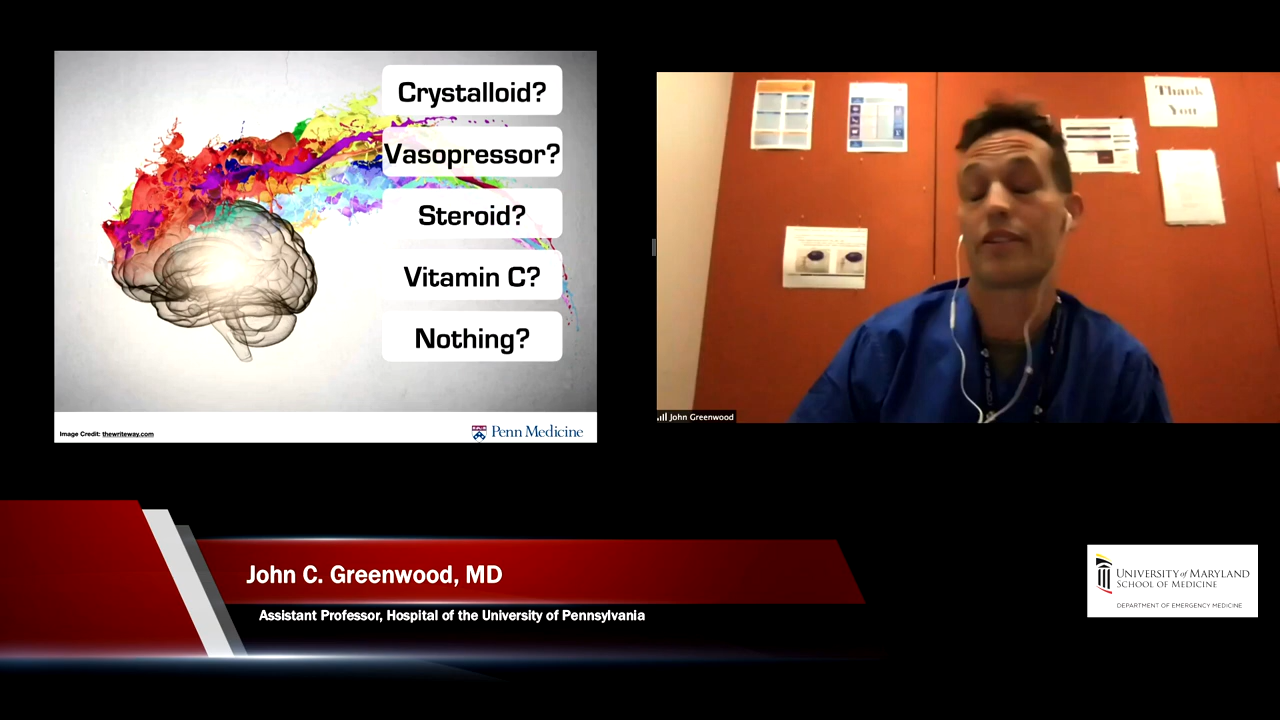 Crystalloid?
Vasopressor?
Steroid?
Vitamin C?
Nothing?
Image Credit: thewriteway.com
Penn Medicine
Thank
You
John Greenwood
John C. Greenwood, MD
Assistant Professor, Hospital of the University of Pennsylvania
UNIVERSITY of MARYLAND
SCHOOL OF MEDICINE
DEPARTMENT OF EMERGENCY MEDICINE